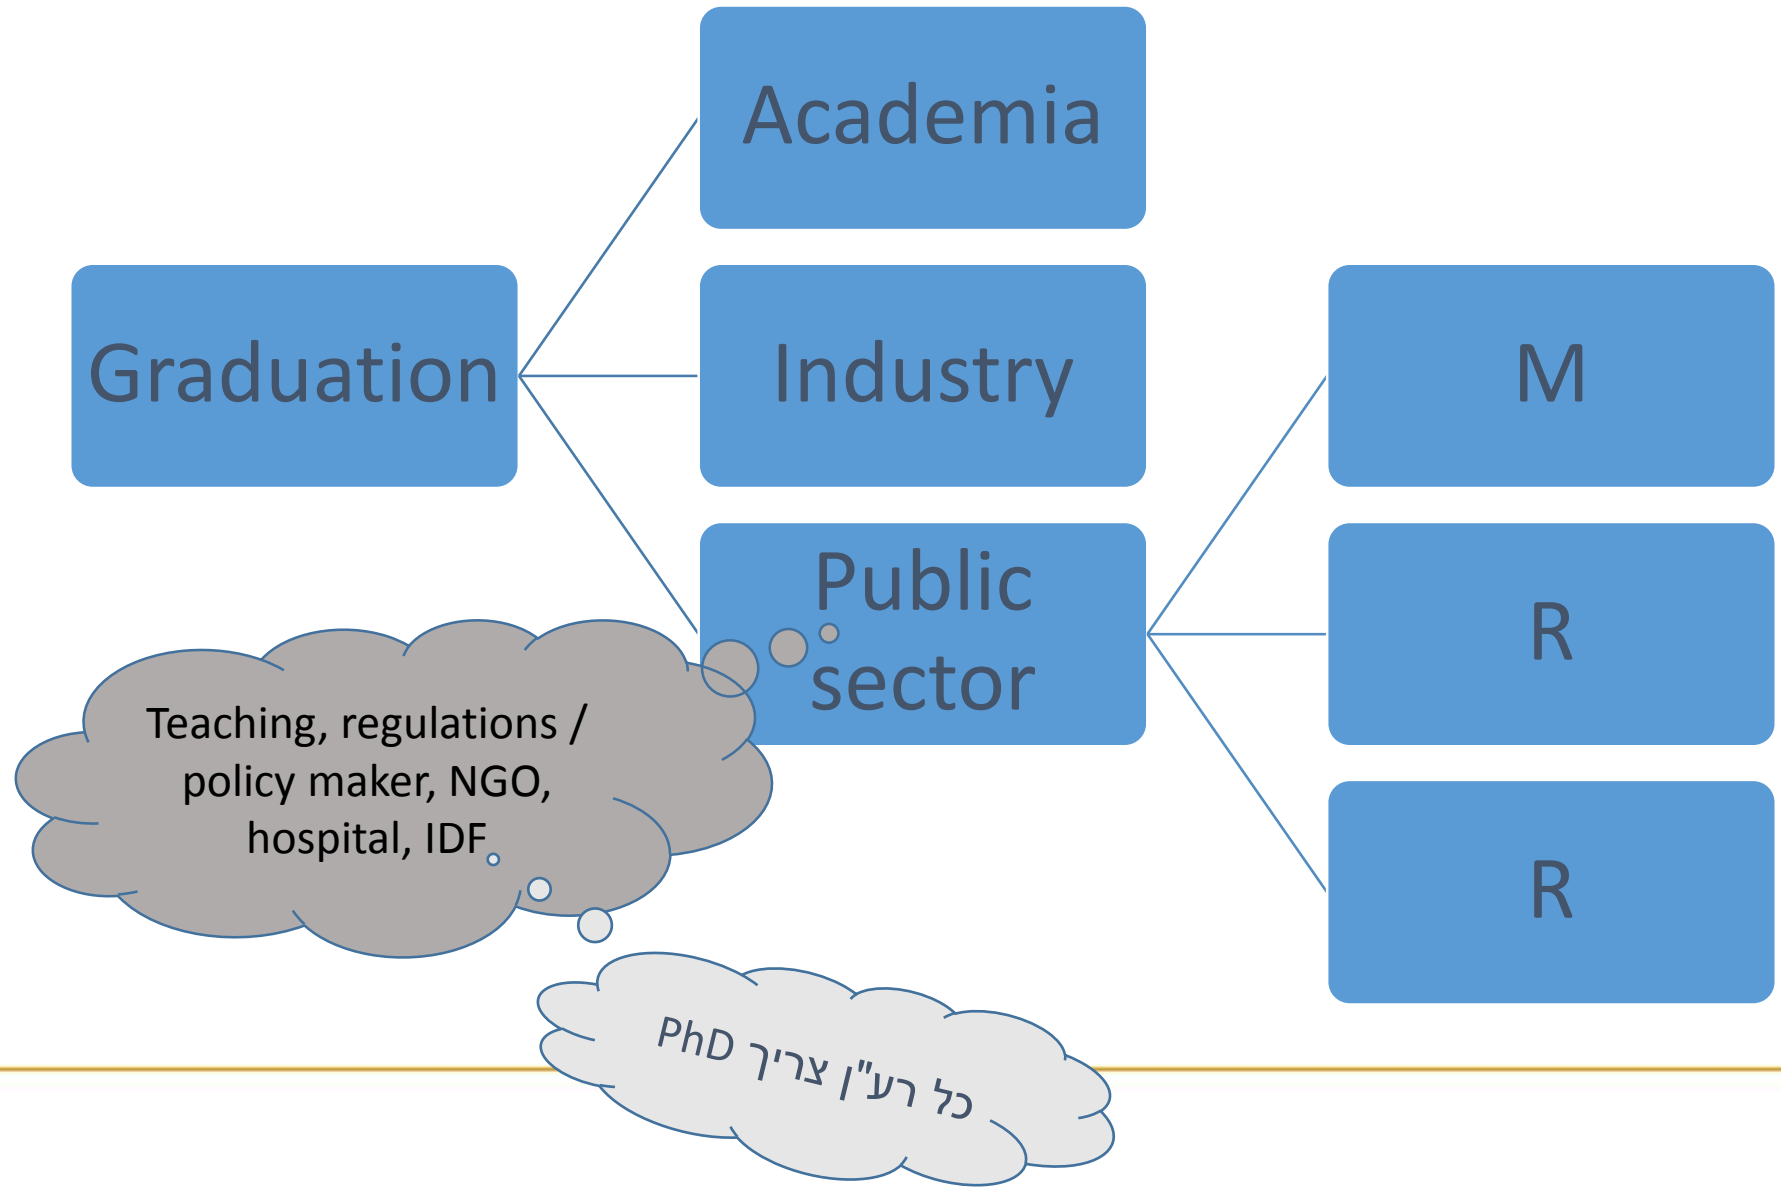 Academia
Graduation
Industry
M
Public
sector
R
R
Teaching, regulations /
policy maker, NGO,
hospital, IDF
כל רע"ן צריך PhD